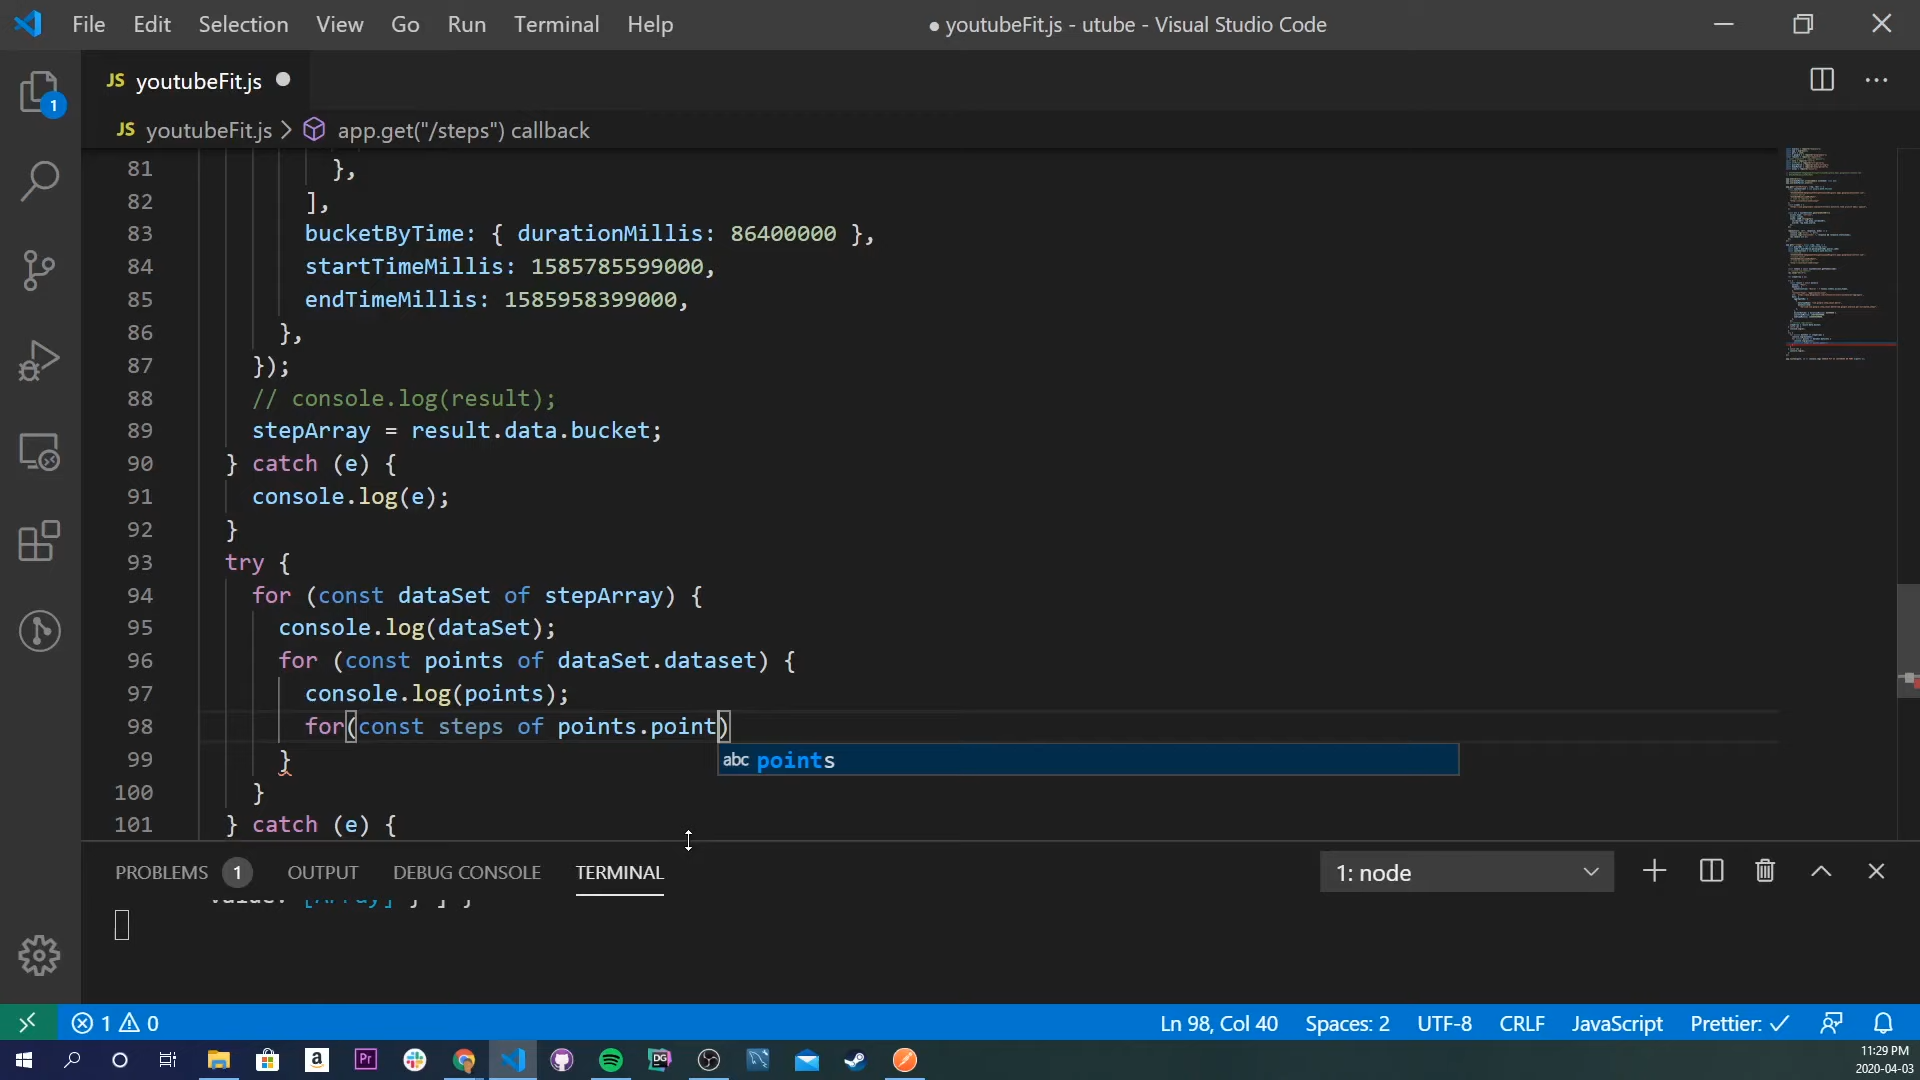 File Edit Selection View Go Run Terminal Help
● youtubeFit.js - utube - Visual Studio Code
JS youtubeFit.js ●
JS youtubeFit.js > app.get("/steps") callback
81 },
82 ],
83 bucketByTime: { durationMillis: 86400000 },
84 startTimeMillis: 1585785599000,
85 endTimeMillis: 1585958399000,
86 },
87 });
88 // console.log(result);
89 stepArray = result.data.bucket;
90 } catch (e) {
91 console.log(e);
92 }
93 try {
94 for (const dataSet of stepArray) {
95 console.log(dataSet);
96 for (const points of dataSet.dataset) {
97 console.log(points);
98 for(const steps of points.point)
abc points
99 }
100 }
101 } catch (e) {
PROBLEMS 1 OUTPUT DEBUG CONSOLE TERMINAL 1: node
value: [Array] } ] }
1 0 Ln 98, Col 40 Spaces: 2 UTF-8 CRLF JavaScript Prettier: ✓
11:29 PM
2020-04-03